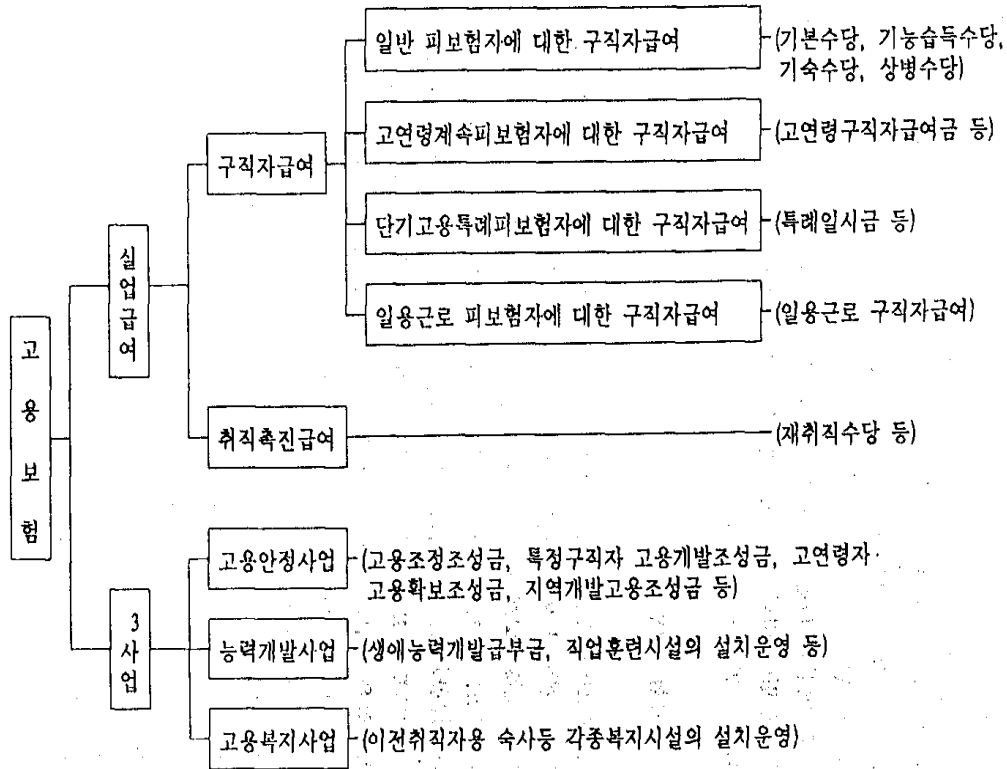 일반 피보험자에 대한 구직자급여
(기본수당, 기능습득수당,
기숙수당, 상병수당)
고연령계속피보험자에 대한 구직자급여
(고연령구직자급여금 등)
구직자급여
단기고용특례피보험자에 대한 구직자급여
(특례일시금 등)
실업급여
일용근로 피보험자에 대한 구직자급여
(일용근로 구직자급여)
고용보험
취직촉진급여
(재취직수당 등)
고용안정사업
(고용조정조성금, 특정구직자 고용개발조성금, 고연령자
고용확보조성금, 지역개발고용조성금 등)
3사업
능력개발사업
(생애능력개발급부금, 직업훈련시설의 설치운영 등)
고용복지사업
(이전취직자용 숙사등 각종복지시설의 설치운영)